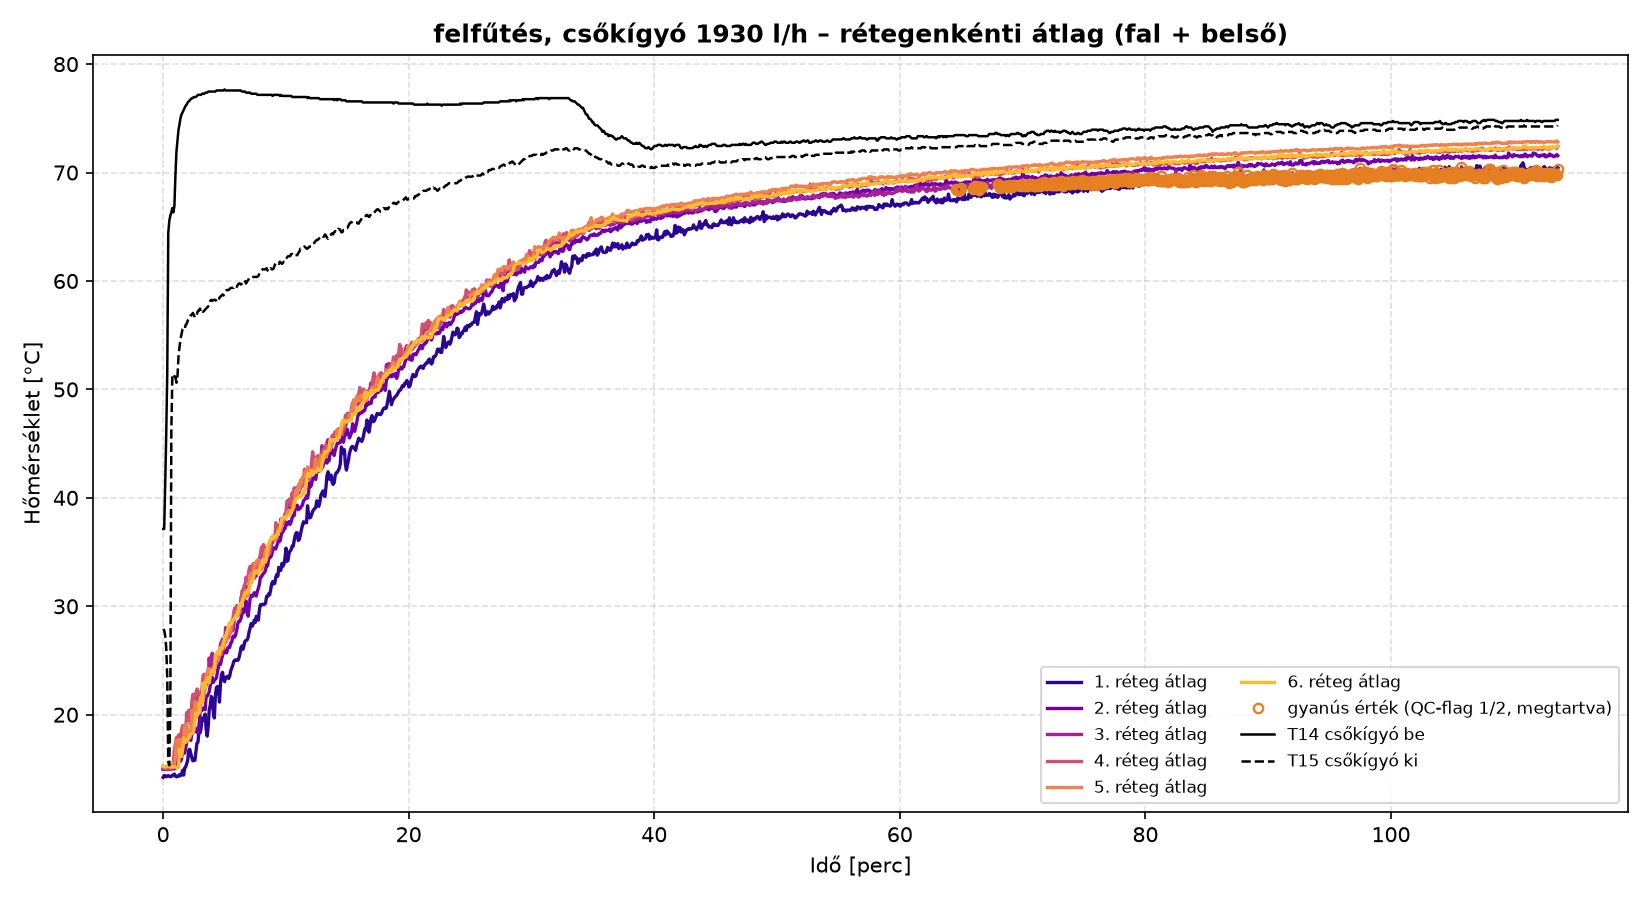 felfűtés, csőkígyó 1930 l/h – rétegenkénti átlag (fal + belső)
80
70
60
50
40
30
20
Hőmérséklet [°C]
0
20
40
60
80
100
Idő [perc]
1. réteg átlag
2. réteg átlag
3. réteg átlag
4. réteg átlag
5. réteg átlag
6. réteg átlag
gyanús érték (QC-flag 1/2, megtartva)
T14 csőkígyó be
T15 csőkígyó ki